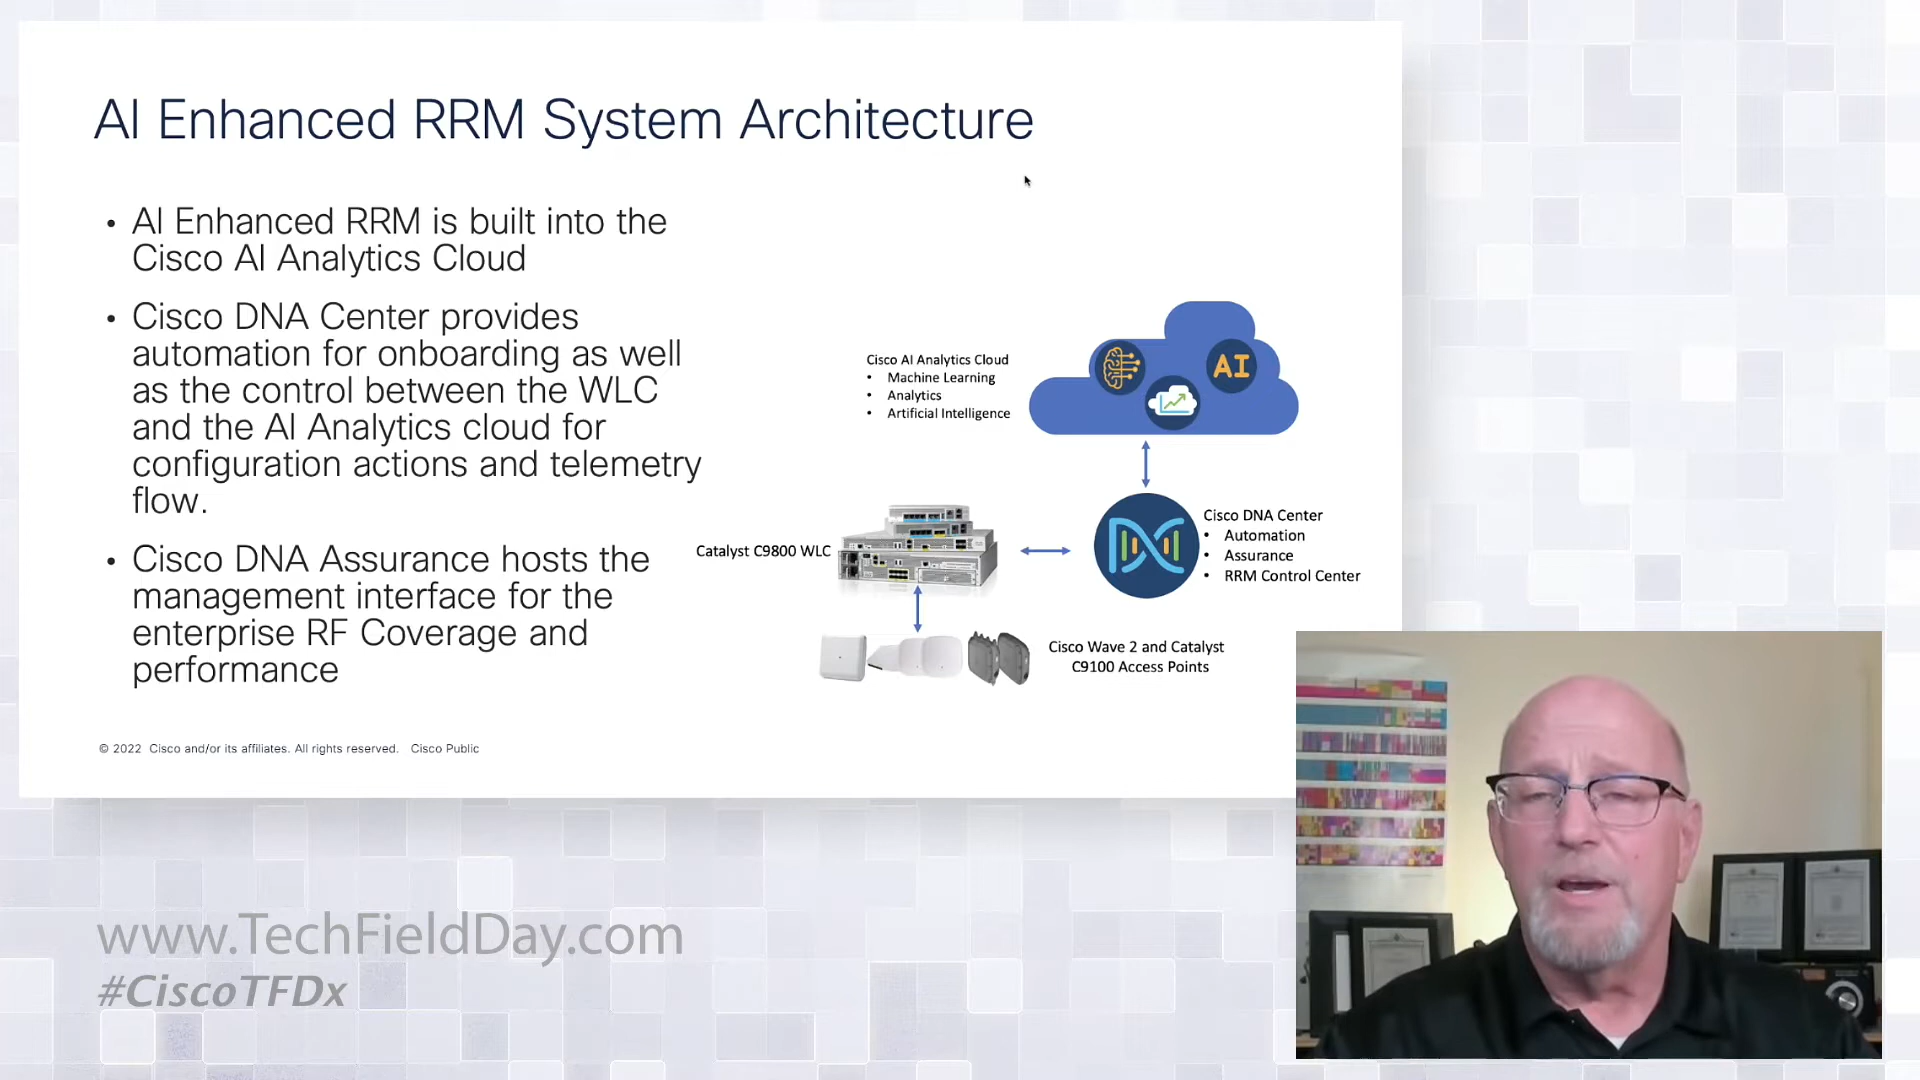 AI Enhanced RRM System Architecture
• AI Enhanced RRM is built into the
Cisco AI Analytics Cloud
• Cisco DNA Center provides
automation for onboarding as well
as the control between the WLC
and the AI Analytics cloud for
configuration actions and telemetry
flow.
• Cisco DNA Assurance hosts the
management interface for the
enterprise RF Coverage and
performance
Cisco AI Analytics Cloud
• Machine Learning
• Analytics
• Artificial Intelligence
AI
Catalyst C9800 WLC
Cisco DNA Center
• Automation
• Assurance
• RRM Control Center
Cisco Wave 2 and Catalyst
C9100 Access Points
© 2022 Cisco and/or its affiliates. All rights reserved. Cisco Public
www.TechFieldDay.com
#CiscoTFDx